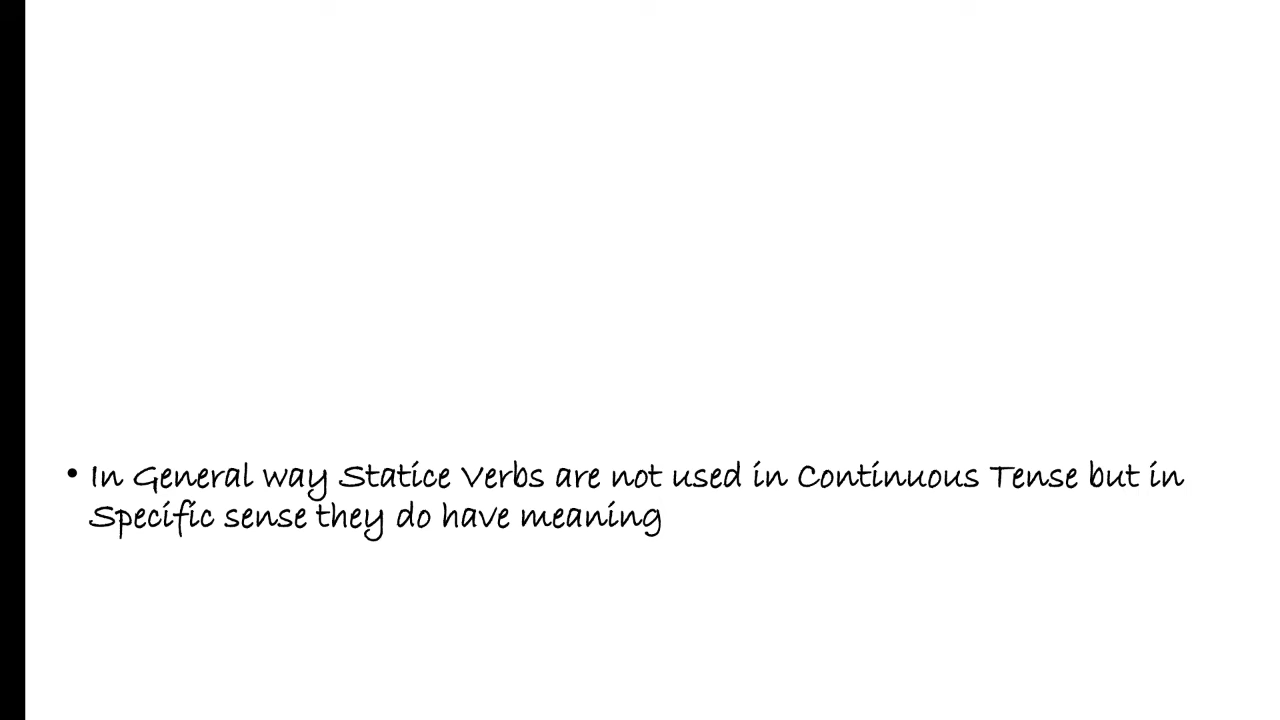 • In General way Statice Verbs are not used in Continuous Tense but in
Specific sense they do have meaning